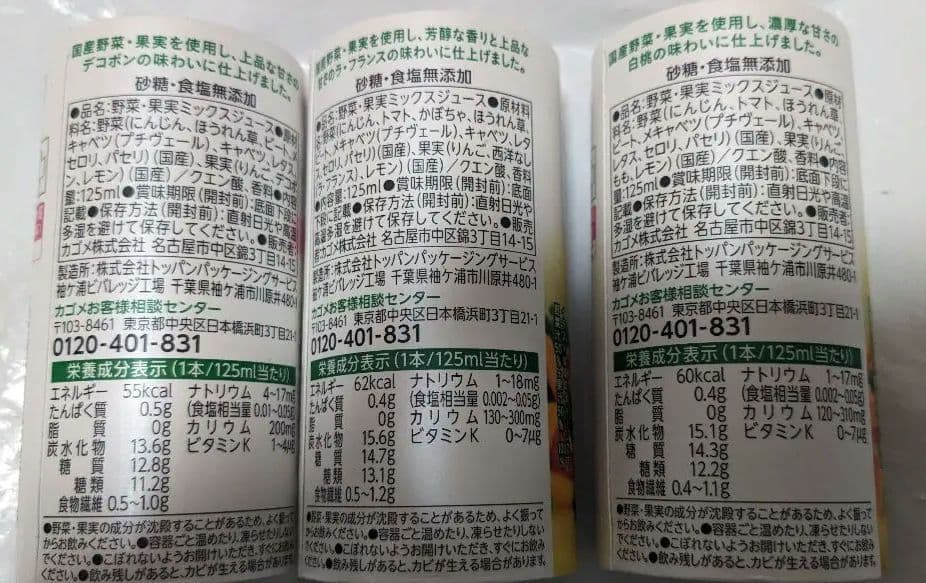 国産野菜・果実を使用し、上品な甘さの
デコポンの味わいに仕上げました。
砂糖・食塩無添加
●品名:野菜・果実ミックスジュース●原材
料名:野菜(にんじん、ほうれん草、ビート、メ
キャベツ(プチヴェール)、キャベツ、レタス、
セロリ、パセリ)(国産)、果実(りんご、デコポ
ン、レモン)(国産)/クエン酸、香料●内容
量:125ml●賞味期限(開封前):底面下段に
記載●保存方法(開封前):直射日光や高温
多湿を避けて保存してください。●販売者:
カゴメ株式会社 名古屋市中区錦3丁目14-15
製造所:株式会社トッパンパッケージングサービス
袖ケ浦ビバレッジ工場 千葉県袖ケ浦市川原井480-1
カゴメお客様相談センター
〒103-8461 東京都中央区日本橋浜町3丁目21-1
0120-401-831
栄養成分表示(1本/125ml当たり)
エネルギー 55kcal ナトリウム 4~17mg
たんぱく質 0.5g (食塩相当量 0.01~0.05g)
脂質 0g カリウム 200mg
炭水化物 13.6g ビタミンK 1~4μg
糖質 12.8g
糖類 11.2g
食物繊維 0.5~1.0g
●野菜・果実の成分が沈殿することがあるため、よく振って
からお飲みください。●容器ごと温めたり、凍らせたりしない
でください。●こぼれないようお開けいただき、すぐにお飲み
ください。●飲み残しがあると、カビが生える場合があります。
国産野菜・果実を使用し、芳醇な香りと上品な
甘さのラ・フランスの味わいに仕上げました。
砂糖・食塩無添加
●品名:野菜・果実ミックスジュース●原材料
名:野菜(にんじん、トマト、かぼちゃ、ほうれん草、
ビート、メキャベツ(プチヴェール)、キャベツ、レタ
ス、セロリ、パセリ)(国産)、果実(りんご、西洋なし
(ラ・フランス)、レモン)(国産)/クエン酸、香料
●内容量:125ml●賞味期限(開封前):底面
下段に記載●保存方法(開封前):直射日光や
高温多湿を避けて保存してください。●販売
者:カゴメ株式会社 名古屋市中区錦3丁目14-15
製造所:株式会社トッパンパッケージングサービス
袖ケ浦ビバレッジ工場 千葉県袖ケ浦市川原井480-1
カゴメお客様相談センター
〒103-8461 東京都中央区日本橋浜町3丁目21-1
0120-401-831
栄養成分表示(1本/125ml当たり)
エネルギー 62kcal ナトリウム 1~18mg
たんぱく質 0.4g (食塩相当量 0.002~0.05g)
脂質 0g カリウム 130~300mg
炭水化物 15.6g ビタミンK 0~7μg
糖質 14.7g
糖類 13.1g
食物繊維 0.5~1.2g
●野菜・果実の成分が沈殿することがあるため、よく振って
からお飲みください。●容器ごと温めたり、凍らせたりしない
でください。●こぼれないようお開けいただき、すぐにお飲み
ください。●飲み残しがあると、カビが生える場合があります。
国産野菜・果実を使用し、濃厚な甘さの
白桃の味わいに仕上げました。
砂糖・食塩無添加
●品名:野菜・果実ミックスジュース●原材
料名:野菜(にんじん、トマト、ほうれん草、
ビート、メキャベツ(プチヴェール)、キャベツ、
レタス、セロリ、パセリ)(国産)、果実(りんご、
もも、レモン)(国産)/クエン酸、香料●内容
量:125ml●賞味期限(開封前):底面下段に
記載●保存方法(開封前):直射日光や高温
多湿を避けて保存してください。●販売者:
カゴメ株式会社 名古屋市中区錦3丁目14-15
製造所:株式会社トッパンパッケージングサービス
袖ケ浦ビバレッジ工場 千葉県袖ケ浦市川原井480-1
カゴメお客様相談センター
〒103-8461 東京都中央区日本橋浜町3丁目21-1
0120-401-831
栄養成分表示(1本/125ml当たり)
エネルギー 60kcal ナトリウム 1~17mg
たんぱく質 0.4g (食塩相当量 0.002~0.05g)
脂質 0g カリウム 120~310mg
炭水化物 15.1g ビタミンK 0~7μg
糖質 14.3g
糖類 12.2g
食物繊維 0.4~1.1g
●野菜・果実の成分が沈殿することがあるため、よく振って
からお飲みください。●容器ごと温めたり、凍らせたりしない
でください。●こぼれないようお開けいただき、すぐにお飲み
ください。●飲み残しがあると、カビが生える場合があります。